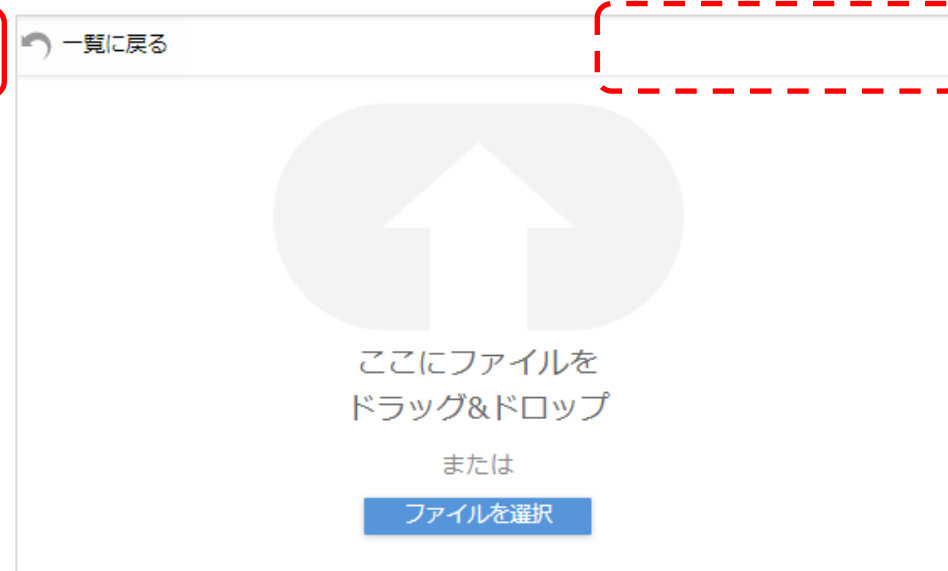 一覧に戻る
ここにファイルを
ドラッグ&ドロップ
または
ファイルを選択